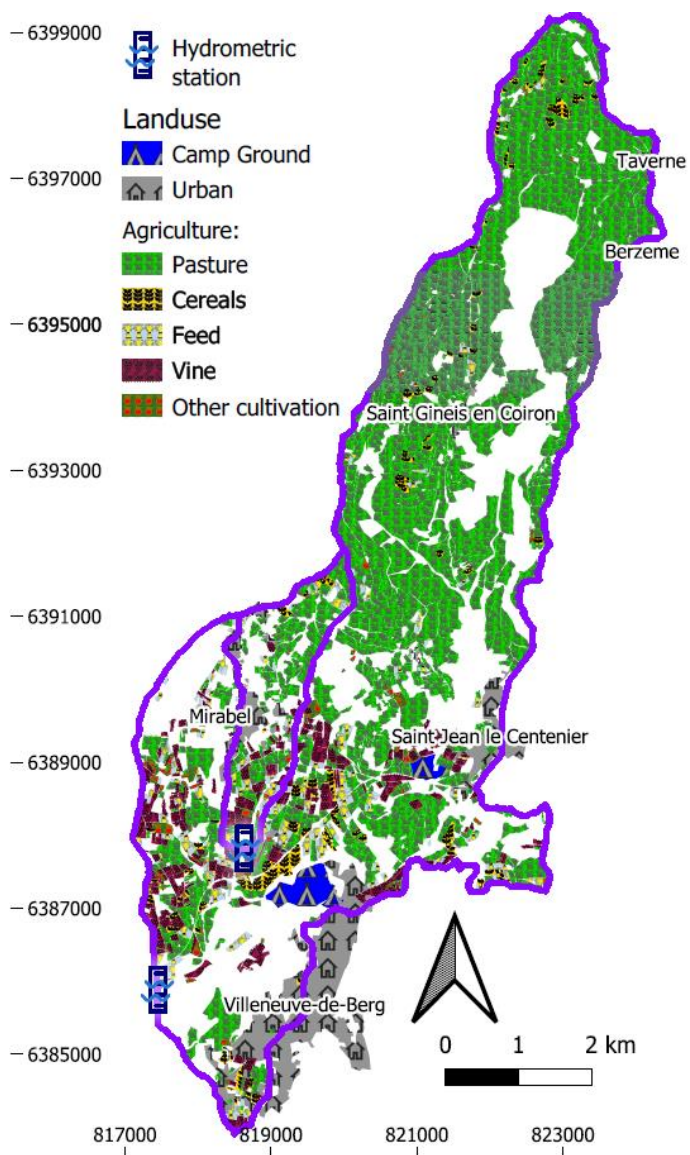 6399000
Hydrometric
station
Landuse
Camp Ground
Urban
Agriculture:
Pasture
Cereals
Feed
Vine
Other cultivation
6397000
Taverne
Berzeme
6395000
Saint Gineis en Coiron
6393000
6391000
Mirabel
Saint Jean le Centenier
6389000
6387000
Villeneuve-de-Berg
6385000
0 1 2 km
817000 819000 821000 823000